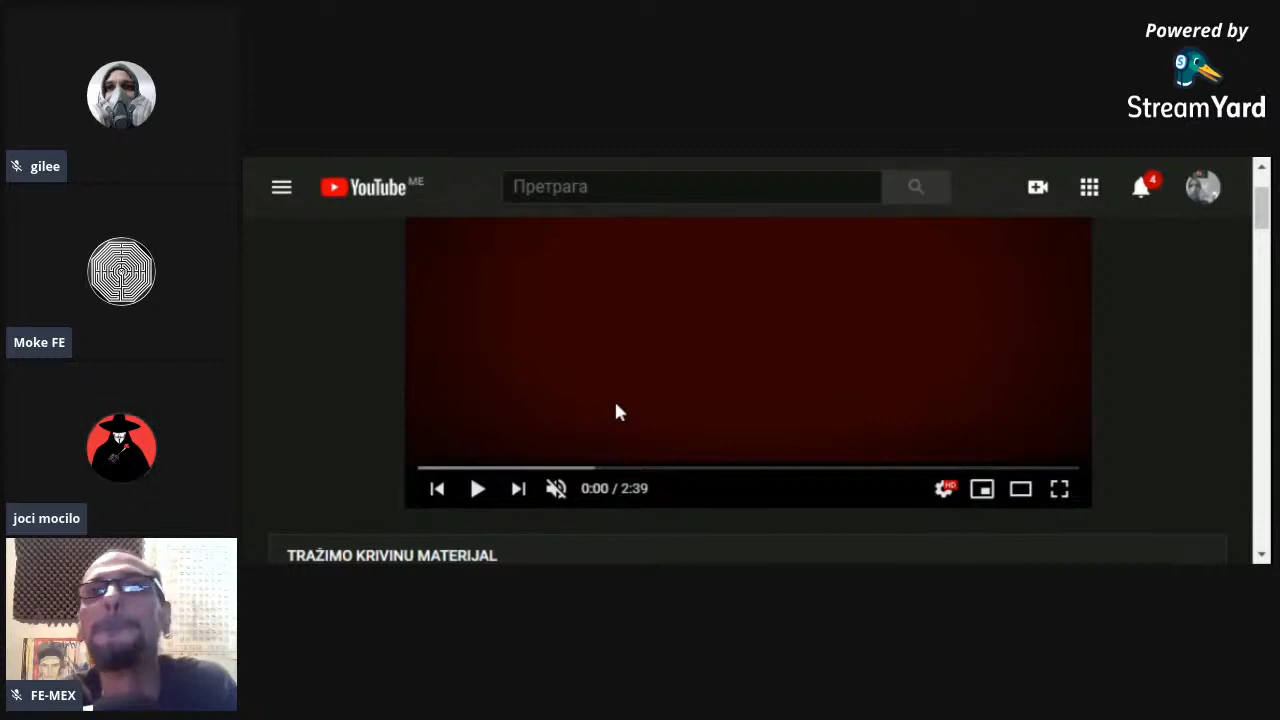 Powered by
StreamYard
gilee
Moke FE
joci mocilo
FE-MEX
YouTube ME
Претрага
4
0:00 / 2:39
HD
TRAŽIMO KRIVINU MATERIJAL